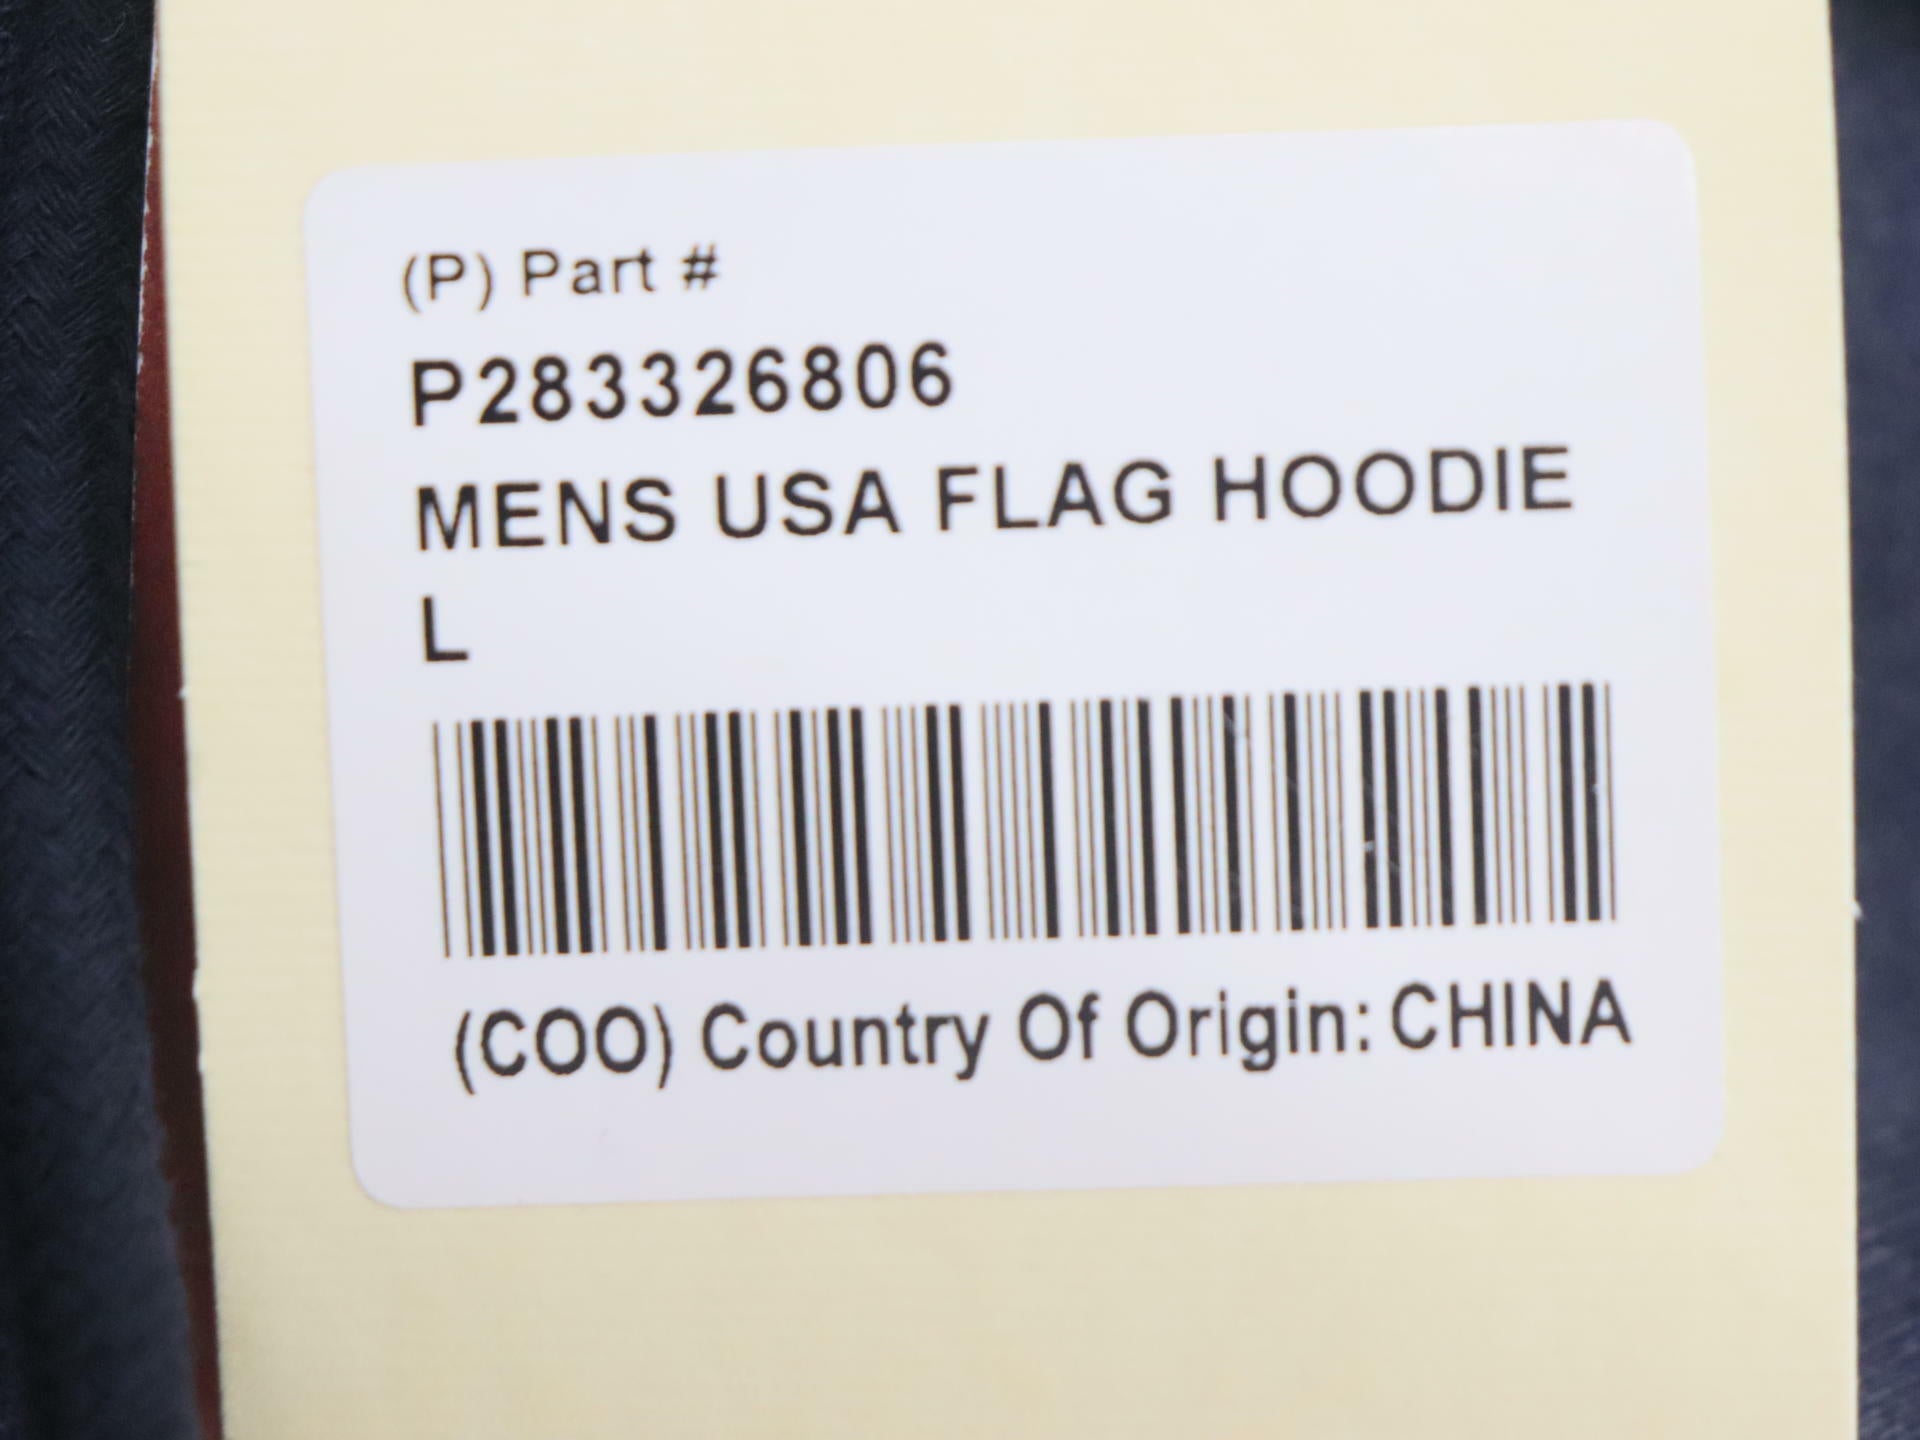 (P) Part #
P283326806
MENS USA FLAG HOODIE
L
(COO) Country Of Origin: CHINA